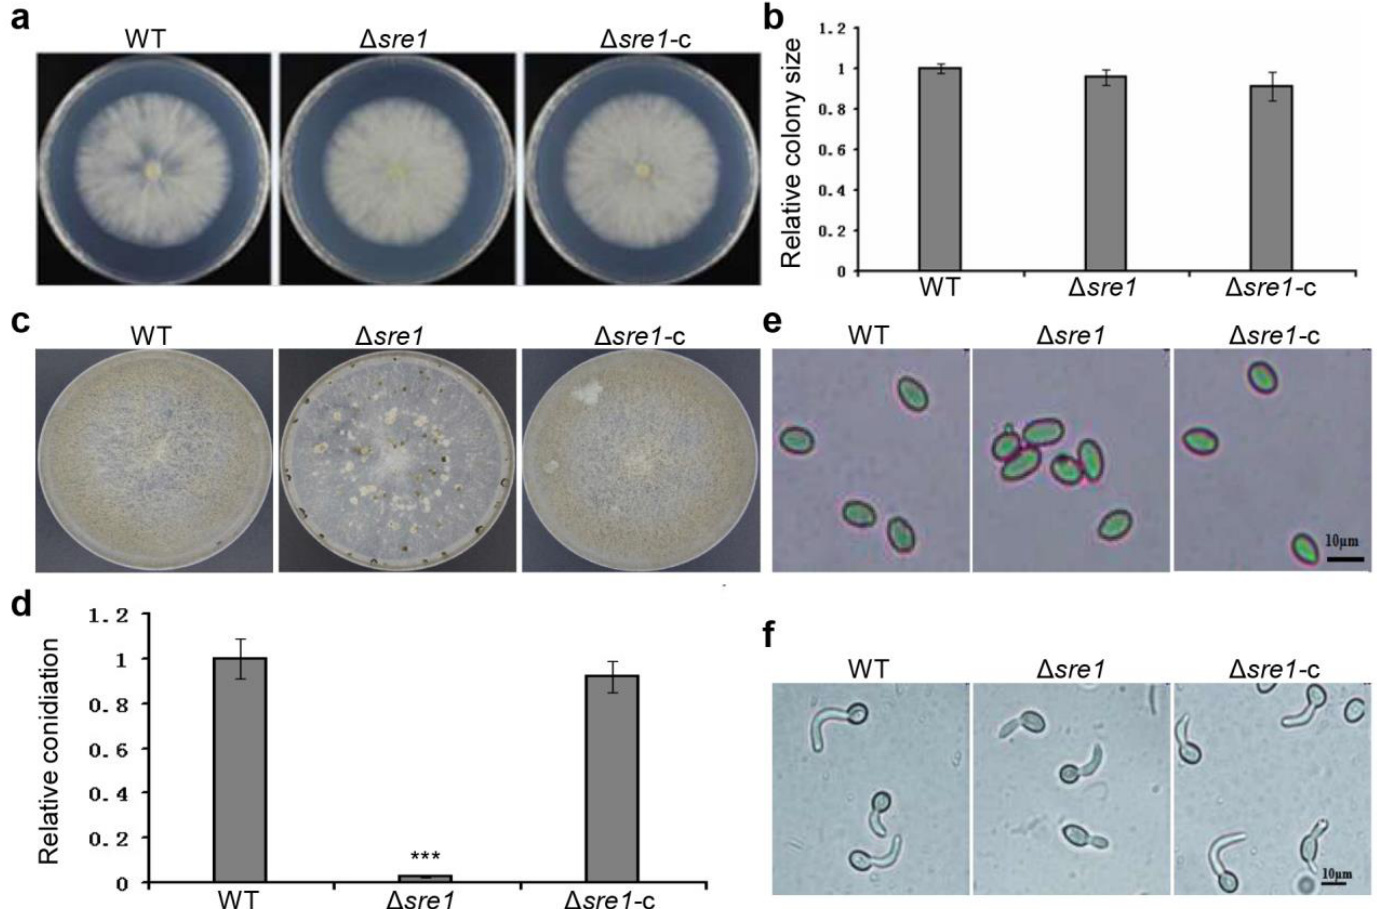 a
WT
Δsre1
Δsre1-c
b
Relative colony size
1.2
1
0.8
0.6
0.4
0.2
0
WT
Δsre1
Δsre1-c
c
WT
Δsre1
Δsre1-c
e
WT
Δsre1
Δsre1-c
10μm
d
Relative conidiation
1.2
1
0.8
0.6
0.4
0.2
0
***
WT
Δsre1
Δsre1-c
f
WT
Δsre1
Δsre1-c
10μm